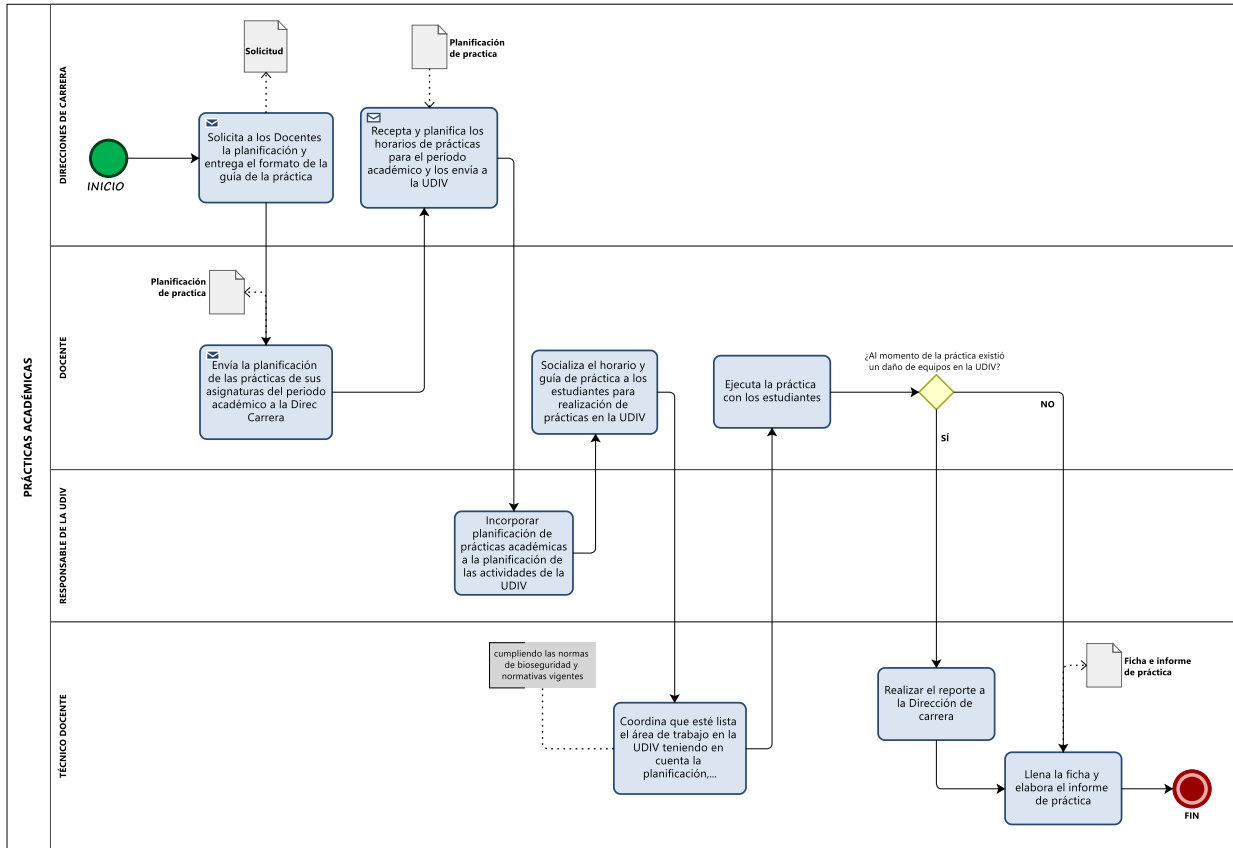 PRÁCTICAS ACADÉMICAS
DIRECCIONES DE CARRERA
INICIO
Solicitud
Solicita a los Docentes
la planificación y
entrega el formato de la
guía de la práctica
Planificación
de practica
Recepta y planifica los
horarios de prácticas
para el período
académico y los envía a
la UDIV
DOCENTE
Planificación
de practica
Envía la planificación
de las prácticas de sus
asignaturas del periodo
académico a la Direc
Carrera
Socializa el horario y
guía de práctica a los
estudiantes para
realización de
prácticas en la UDIV
Ejecuta la práctica
con los estudiantes
¿Al momento de la práctica existió
un daño de equipos en la UDIV?
NO
SÍ
RESPONSABLE DE LA UDIV
Incorporar
planificación de
prácticas académicas
a la planificación de
las actividades de la
UDIV
TÉCNICO DOCENTE
cumpliendo las normas
de bioseguridad y
normativas vigentes
Coordina que esté lista
el área de trabajo en la
UDIV teniendo en
cuenta la
planificación,...
Realizar el reporte a
la Dirección de
carrera
Ficha e informe
de práctica
Llena la ficha y
elabora el informe
de práctica
FIN